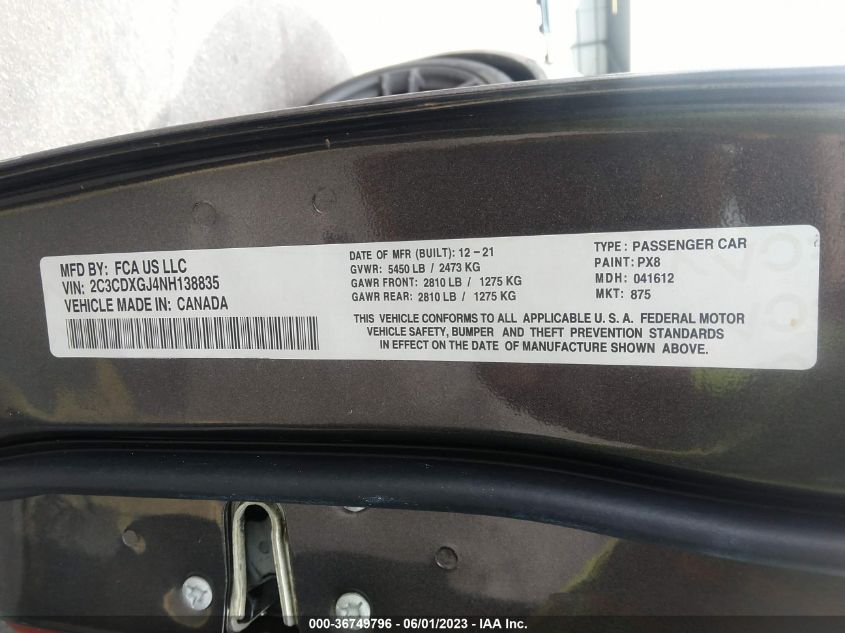 MFD BY: FCA US LLC
VIN: 2C3CDXGJ4NH138835
VEHICLE MADE IN: CANADA
DATE OF MFR (BUILT): 12-21
GVWR: 5450 LB / 2473 KG
GAWR FRONT: 2810 LB / 1275 KG
GAWR REAR: 2810 LB / 1275 KG
TYPE: PASSENGER CAR
PAINT: PX8
MDH: 041612
MKT: 875
THIS VEHICLE CONFORMS TO ALL APPLICABLE U.S.A. FEDERAL MOTOR
VEHICLE SAFETY, BUMPER AND THEFT PREVENTION STANDARDS
IN EFFECT ON THE DATE OF MANUFACTURE SHOWN ABOVE.
000-36749796 - 06/01/2023 - IAA Inc.